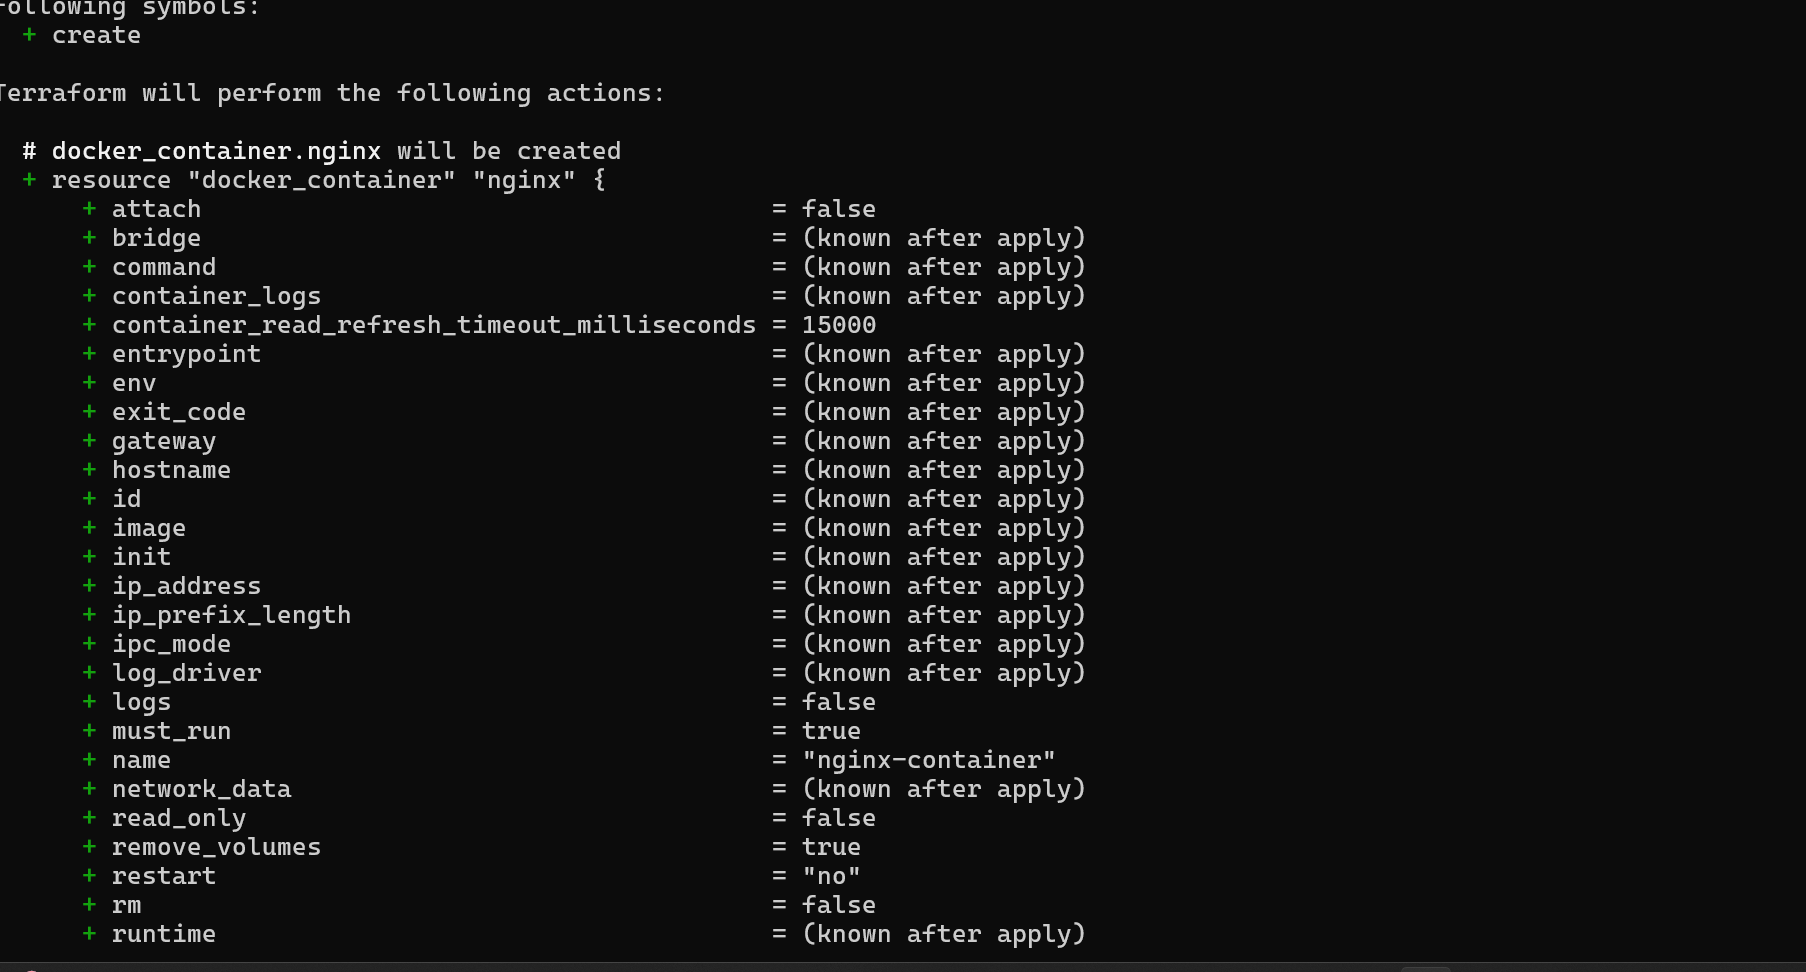 following symbols:
+ create
Terraform will perform the following actions:
# docker_container.nginx will be created
+ resource "docker_container" "nginx" {
+ attach = false
+ bridge = (known after apply)
+ command = (known after apply)
+ container_logs = (known after apply)
+ container_read_refresh_timeout_milliseconds = 15000
+ entrypoint = (known after apply)
+ env = (known after apply)
+ exit_code = (known after apply)
+ gateway = (known after apply)
+ hostname = (known after apply)
+ id = (known after apply)
+ image = (known after apply)
+ init = (known after apply)
+ ip_address = (known after apply)
+ ip_prefix_length = (known after apply)
+ ipc_mode = (known after apply)
+ log_driver = (known after apply)
+ logs = false
+ must_run = true
+ name = "nginx-container"
+ network_data = (known after apply)
+ read_only = false
+ remove_volumes = true
+ restart = "no"
+ rm = false
+ runtime = (known after apply)